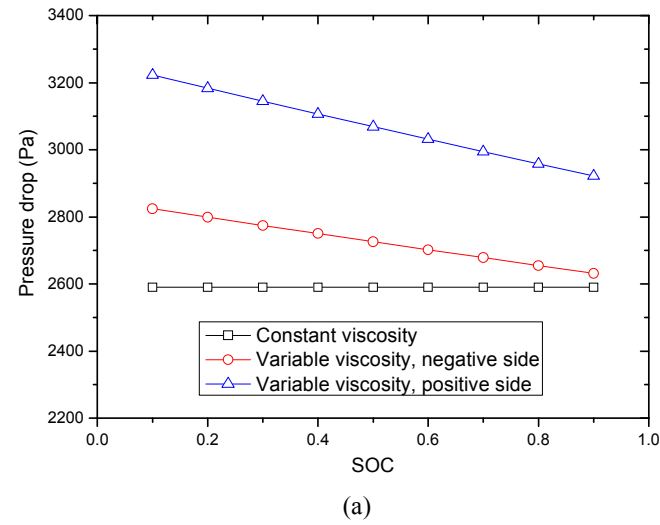 3400
3200
3000
2800
2600
2400
2200
Pressure drop (Pa)
Constant viscosity
Variable viscosity, negative side
Variable viscosity, positive side
0.0 0.2 0.4 0.6 0.8 1.0
SOC
(a)